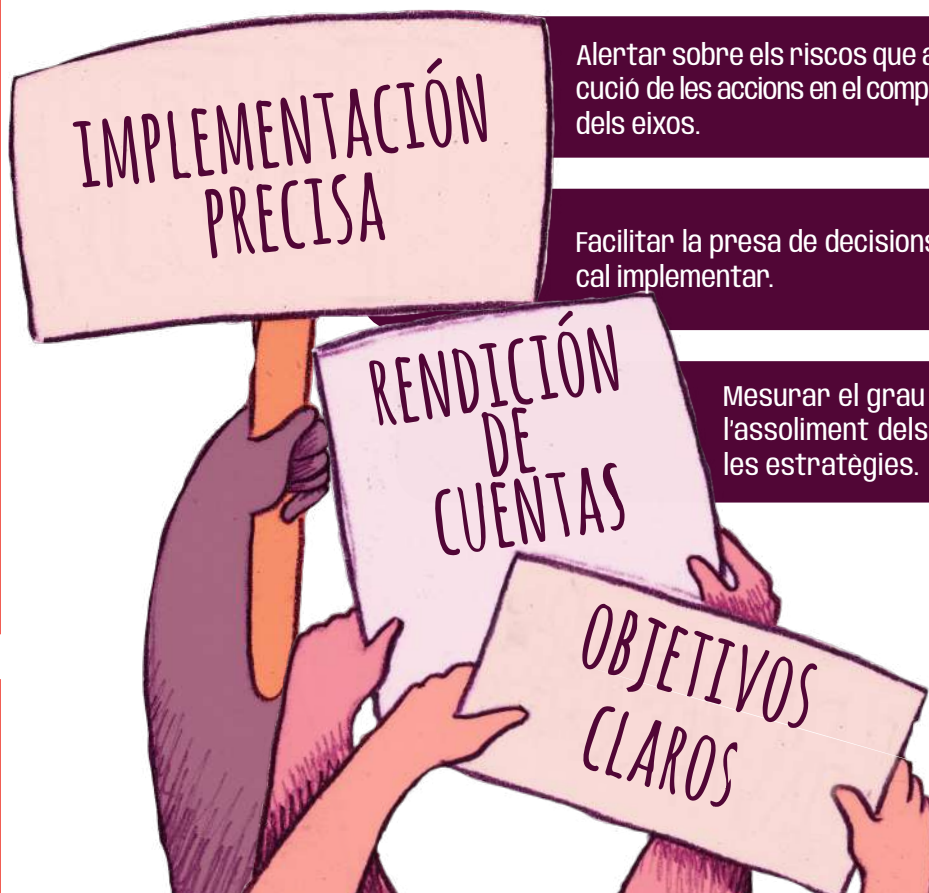 IMPLEMENTACIÓN
PRECISA
Alertar sobre els riscos que
cució de les accions en el
dels eixos.
Facilitar la presa de decisions
cal implementar.
RENDICIÓN
DE
CUENTAS
Mesurar el grau
l'assoliment dels
les estratègies.
OBJETIVOS
CLAROS